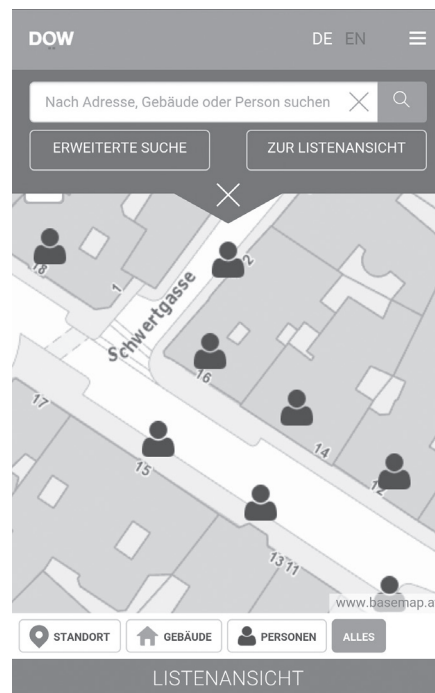 DOW
DE EN
Nach Adresse, Gebäude oder Person suchen
ERWEITERTE SUCHE
ZUR LISTENANSICHT
18
1
2
Schwertgasse
16
17
14
15
12
13 11
www.basemap.a
STANDORT
GEBÄUDE
PERSONEN
ALLES
LISTENANSICHT